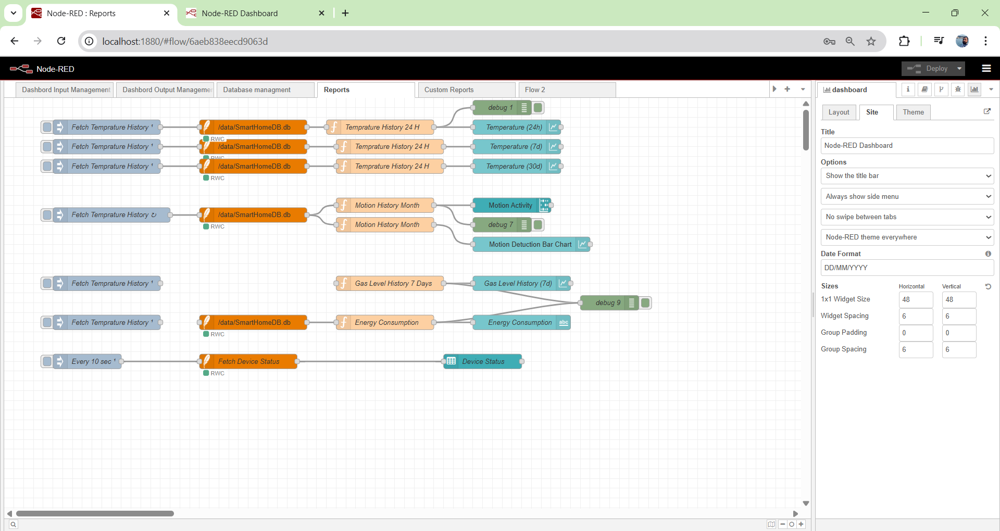 Node-RED : Reports
Node-RED Dashboard
localhost:1880/#flow/6aeb838eecd9063d
Node-RED
Deploy
Dashbord Input Management
Dashbord Output Manageme
Database managment
Reports
Custom Reports
Flow 2
debug 1
Fetch Temprature History ¹
/data/SmartHomeDB.db
Temprature History 24 H
Temperature (24h)
RWC
Fetch Temprature History ¹
/data/SmartHomeDB.db
Temprature History 24 H
Temperature (7d)
RWC
Fetch Temprature History ¹
/data/SmartHomeDB.db
Temprature History 24 H
Temperature (30d)
RWC
Motion History Month
Motion Activity
Fetch Temprature History ↻
/data/SmartHomeDB.db
RWC
Motion History Month
debug 7
Motion Detuction Bar Chart
Fetch Temprature History ¹
Gas Level History 7 Days
Gas Level History (7d)
debug 9
Fetch Temprature History ¹
/data/SmartHomeDB.db
Energy Consumption
Energy Consumption
abc
RWC
Every 10 sec ¹
Fetch Device Status
Device Status
RWC
dashboard
i
Layout
Site
Theme
Title
Node-RED Dashboard
Options
Show the title bar
Always show side menu
No swipe between tabs
Node-RED theme everywhere
Date Format
DD/MM/YYYY
Sizes
Horizontal
Vertical
1x1 Widget Size
48
48
Widget Spacing
6
6
Group Padding
0
0
Group Spacing
6
6